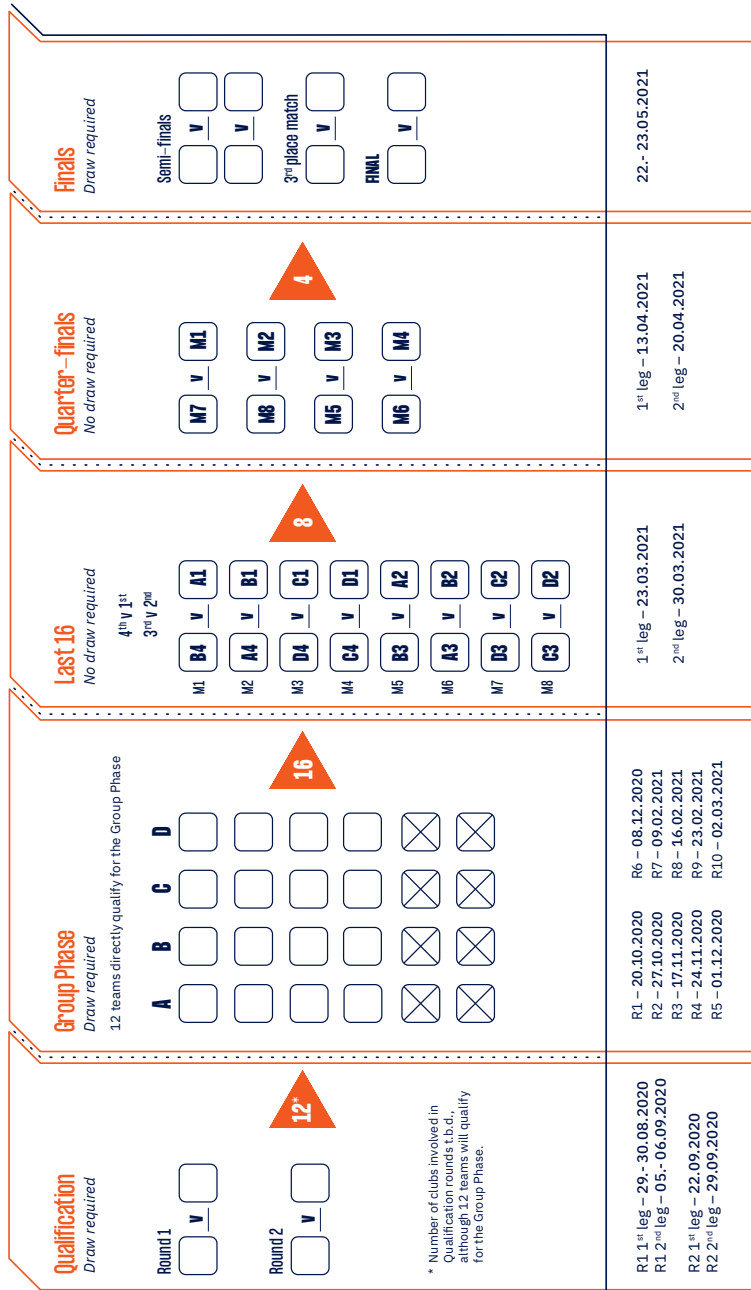 Qualification
Draw required
Round 1
V
Round 2
V
12*
* Number of clubs involved in
Qualification rounds t.b.d.,
although 12 teams will qualify
for the Group Phase.
R1 1st leg – 29.- 30.08.2020
R1 2nd leg – 05.- 06.09.2020
R2 1st leg – 22.09.2020
R2 2nd leg – 29.09.2020
Group Phase
Draw required
12 teams directly qualify for the Group Phase
A B C D
16
R1 – 20.10.2020
R2 – 27.10.2020
R3 – 17.11.2020
R4 – 24.11.2020
R5 – 01.12.2020
R6 – 08.12.2020
R7 – 09.02.2021
R8 – 16.02.2021
R9 – 23.02.2021
R10 – 02.03.2021
Last 16
No draw required
4th v 1st
3rd v 2nd
M1 B4 V A1
M2 A4 V B1
M3 D4 V C1
M4 C4 V D1
M5 B3 V A2
M6 A3 V B2
M7 D3 V C2
M8 C3 V D2
8
1st leg – 23.03.2021
2nd leg – 30.03.2021
Quarter–finals
No draw required
M7 V M1
M8 V M2
M5 V M3
M6 V M4
4
1st leg – 13.04.2021
2nd leg – 20.04.2021
Finals
Draw required
Semi–finals
V
V
3rd place match
V
FINAL
V
22.- 23.05.2021